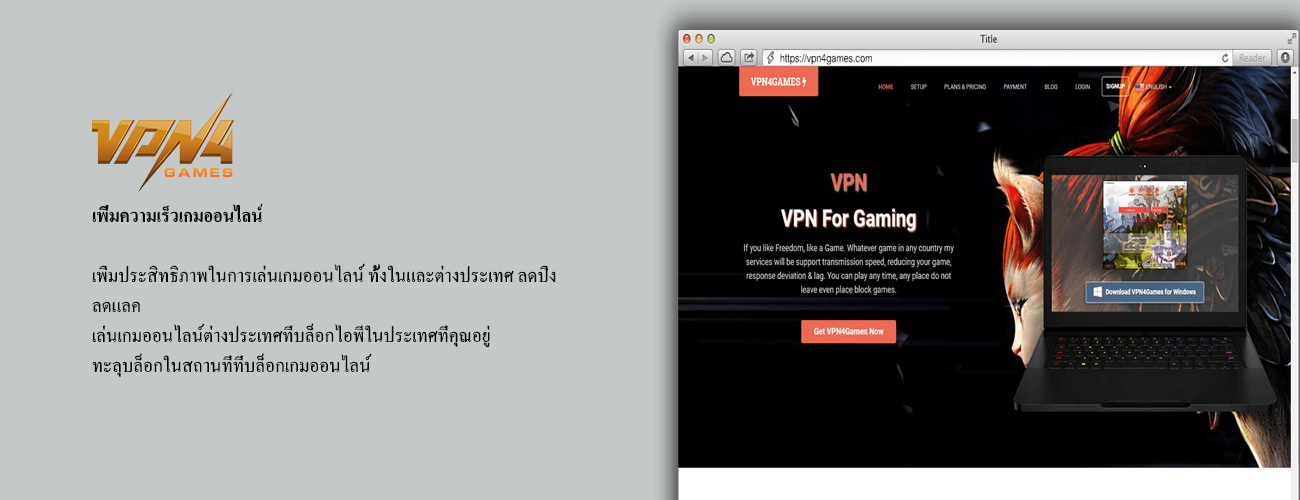 VPN4
GAMES
เพิ่มความเร็วเกมออนไลน์
เพิ่มประสิทธิภาพในการเล่นเกมออนไลน์ ทั้งในและต่างประเทศ ลดปิง
ลดแลค
เล่นเกมออนไลน์ต่างประเทศที่บล็อกไอพีในประเทศที่คุณอยู่
ทะลุบล็อกในสถานที่ที่บล็อกเกมออนไลน์
Title
https://vpn4games.com
Reader
VPN4GAMES
HOME SETUP PLANS & PRICING PAYMENT BLOG LOGIN SIGNUP ENGLISH
VPN
VPN For Gaming
If you like Freedom, like a Game. Whatever game in any country my
services will be support transmission speed, reducing your game,
response deviation & lag. You can play any time, any place do not
leave even place block games.
Get VPN4Games Now
Download VPN4Games for Windows